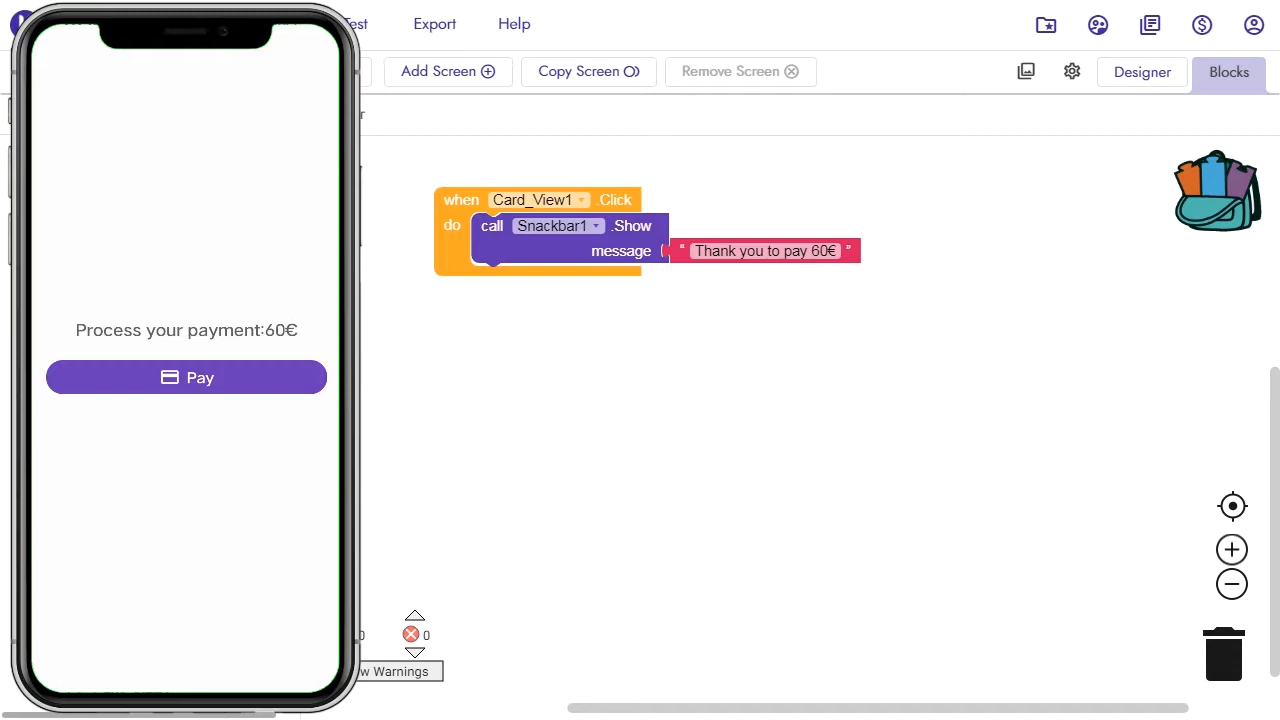 Test
Export
Help
Add Screen
Copy Screen
Remove Screen
Designer
Blocks
when Card_View1 .Click
do call Snackbar1 .Show
message “ Thank you to pay 60€ ”
Process your payment:60€
Pay
0
Warnings